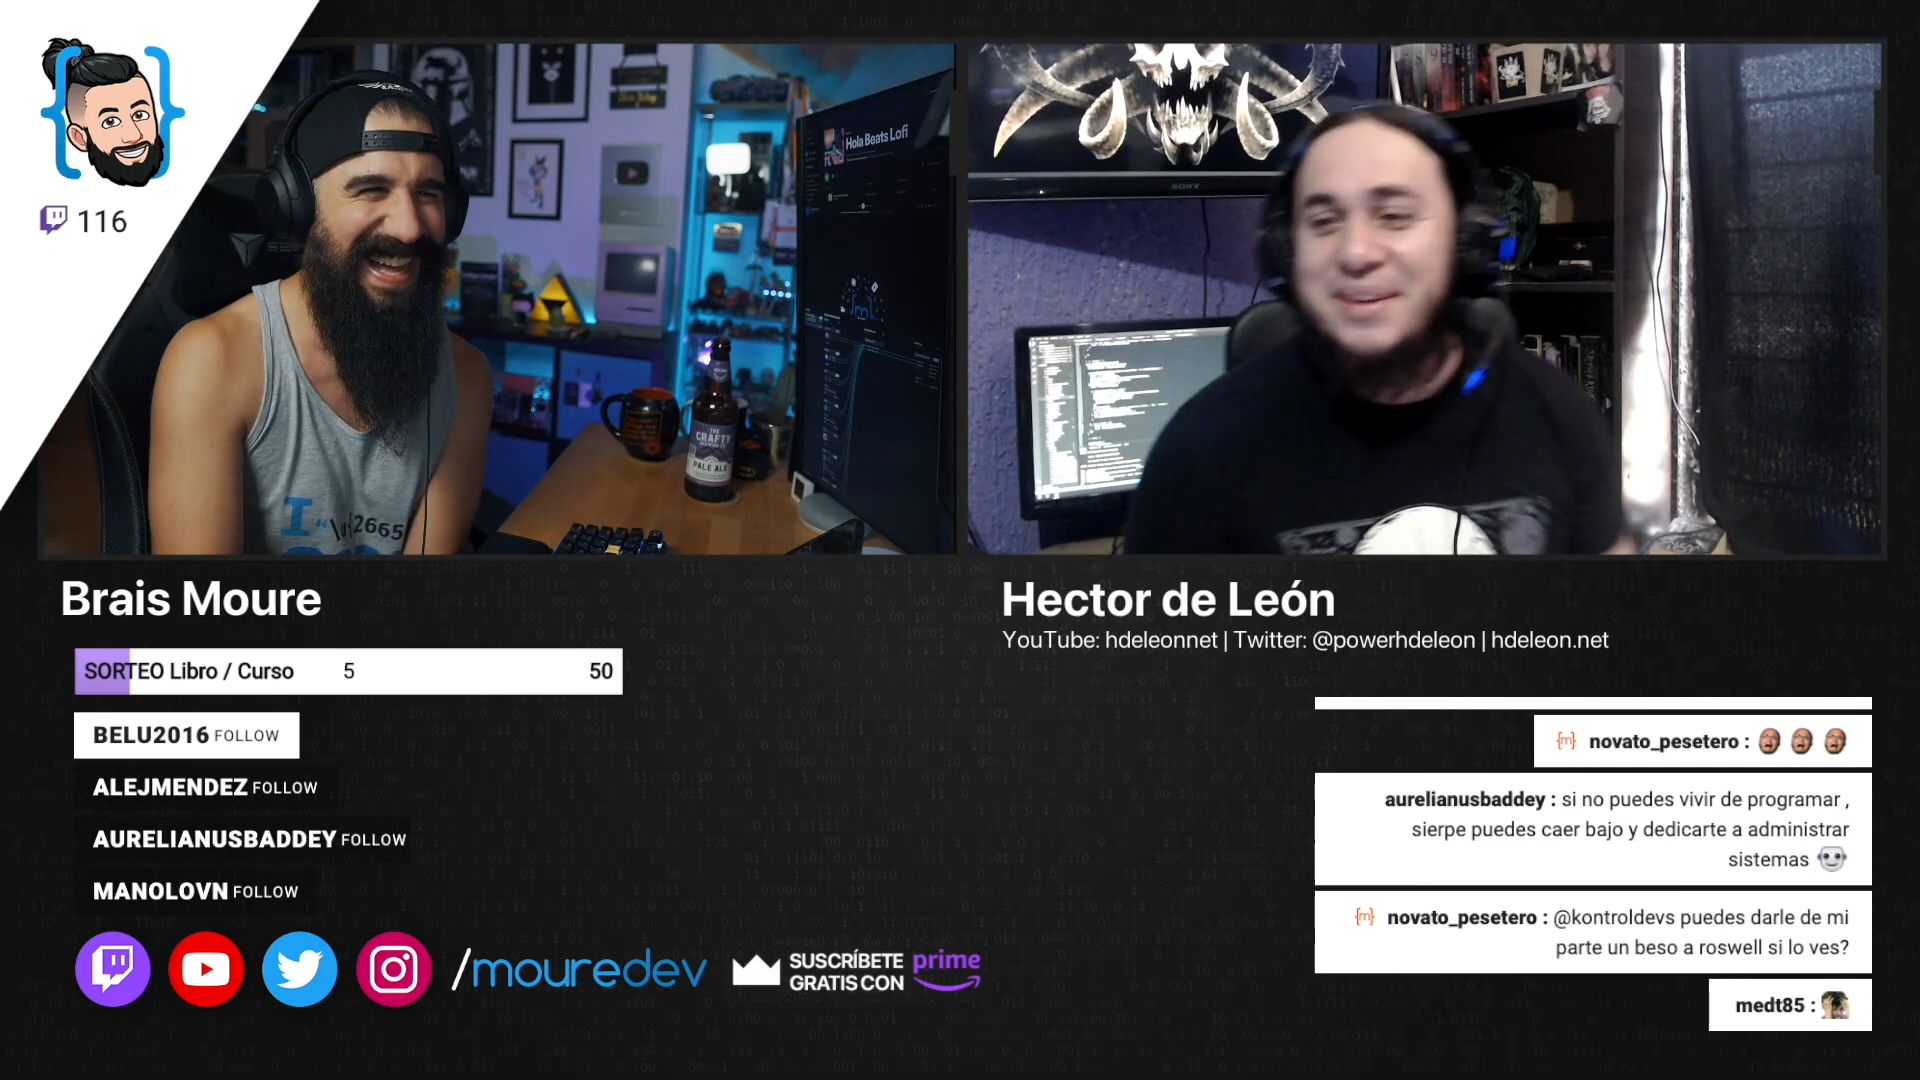 116
Hola Beats Lofi
SONY
THE
CRAFTY
PALE ALE
I "\u{2665
Brais Moure
Hector de León
YouTube: hdeleonnet | Twitter: @powerhdeleon | hdeleon.net
SORTEO Libro / Curso 5 50
BELU2016 FOLLOW
ALEJMENDEZ FOLLOW
AURELIANUSBADDEY FOLLOW
MANOLOVN FOLLOW
{m} novato_pesetero :
aurelianusbaddey : si no puedes vivir de programar ,
sierpe puedes caer bajo y dedicarte a administrar
sistemas
{m} novato_pesetero : @kontroldevs puedes darle de mi
parte un beso a roswell si lo ves?
medt85 :
/mouredev
SUSCRÍBETE
GRATIS CON
prime